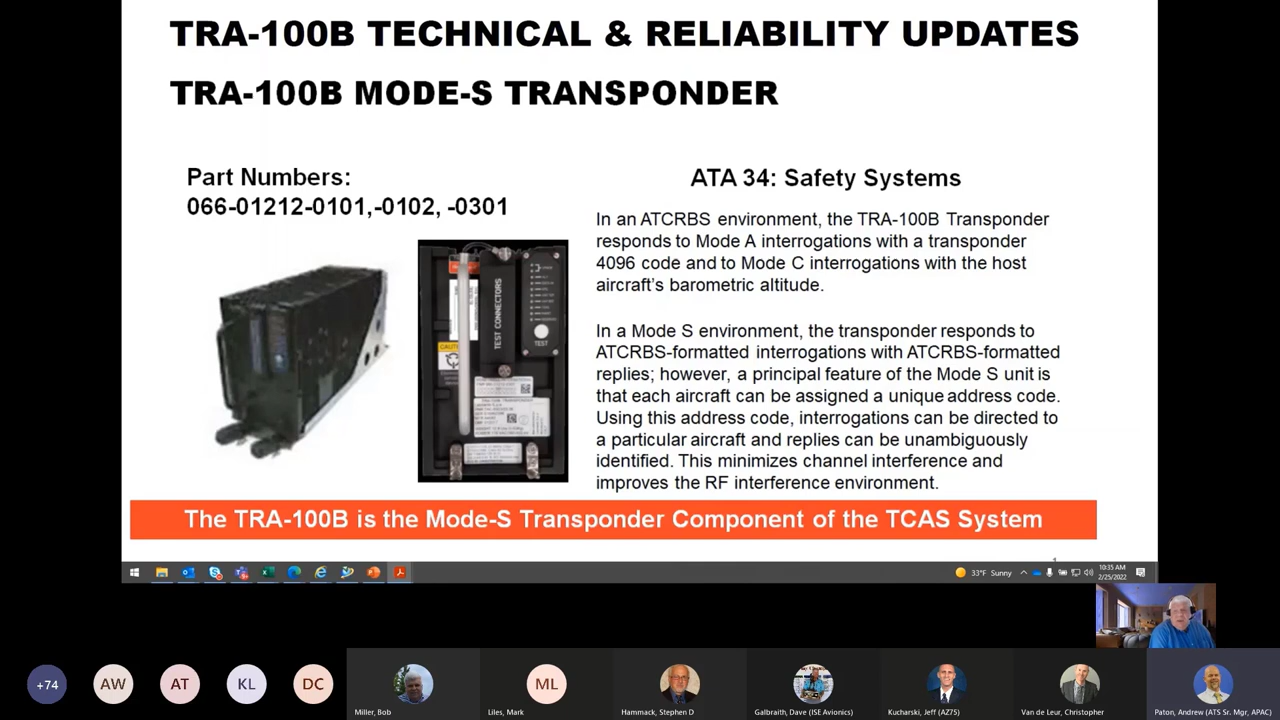 TRA-100B TECHNICAL & RELIABILITY UPDATES
TRA-100B MODE-S TRANSPONDER
Part Numbers:
066-01212-0101,-0102, -0301
TEST CONNECTORS
TEST
ATA 34: Safety Systems
In an ATCRBS environment, the TRA-100B Transponder
responds to Mode A interrogations with a transponder
4096 code and to Mode C interrogations with the host
aircraft's barometric altitude.
In a Mode S environment, the transponder responds to
ATCRBS-formatted interrogations with ATCRBS-formatted
replies; however, a principal feature of the Mode S unit is
that each aircraft can be assigned a unique address code.
Using this address code, interrogations can be directed to
a particular aircraft and replies can be unambiguously
identified. This minimizes channel interference and
improves the RF interference environment.
The TRA-100B is the Mode-S Transponder Component of the TCAS System
33°F Sunny
10:35 AM
2/25/2022
+74
AW
AT
KL
DC
ML
Miller, Bob
Liles, Mark
Hammack, Stephen D
Galbraith, Dave (ISE Avionics)
Kucharski, Jeff (AZ75)
Van de Leur, Christopher
Paton, Andrew (ATS Sr. Mgr, APAC)